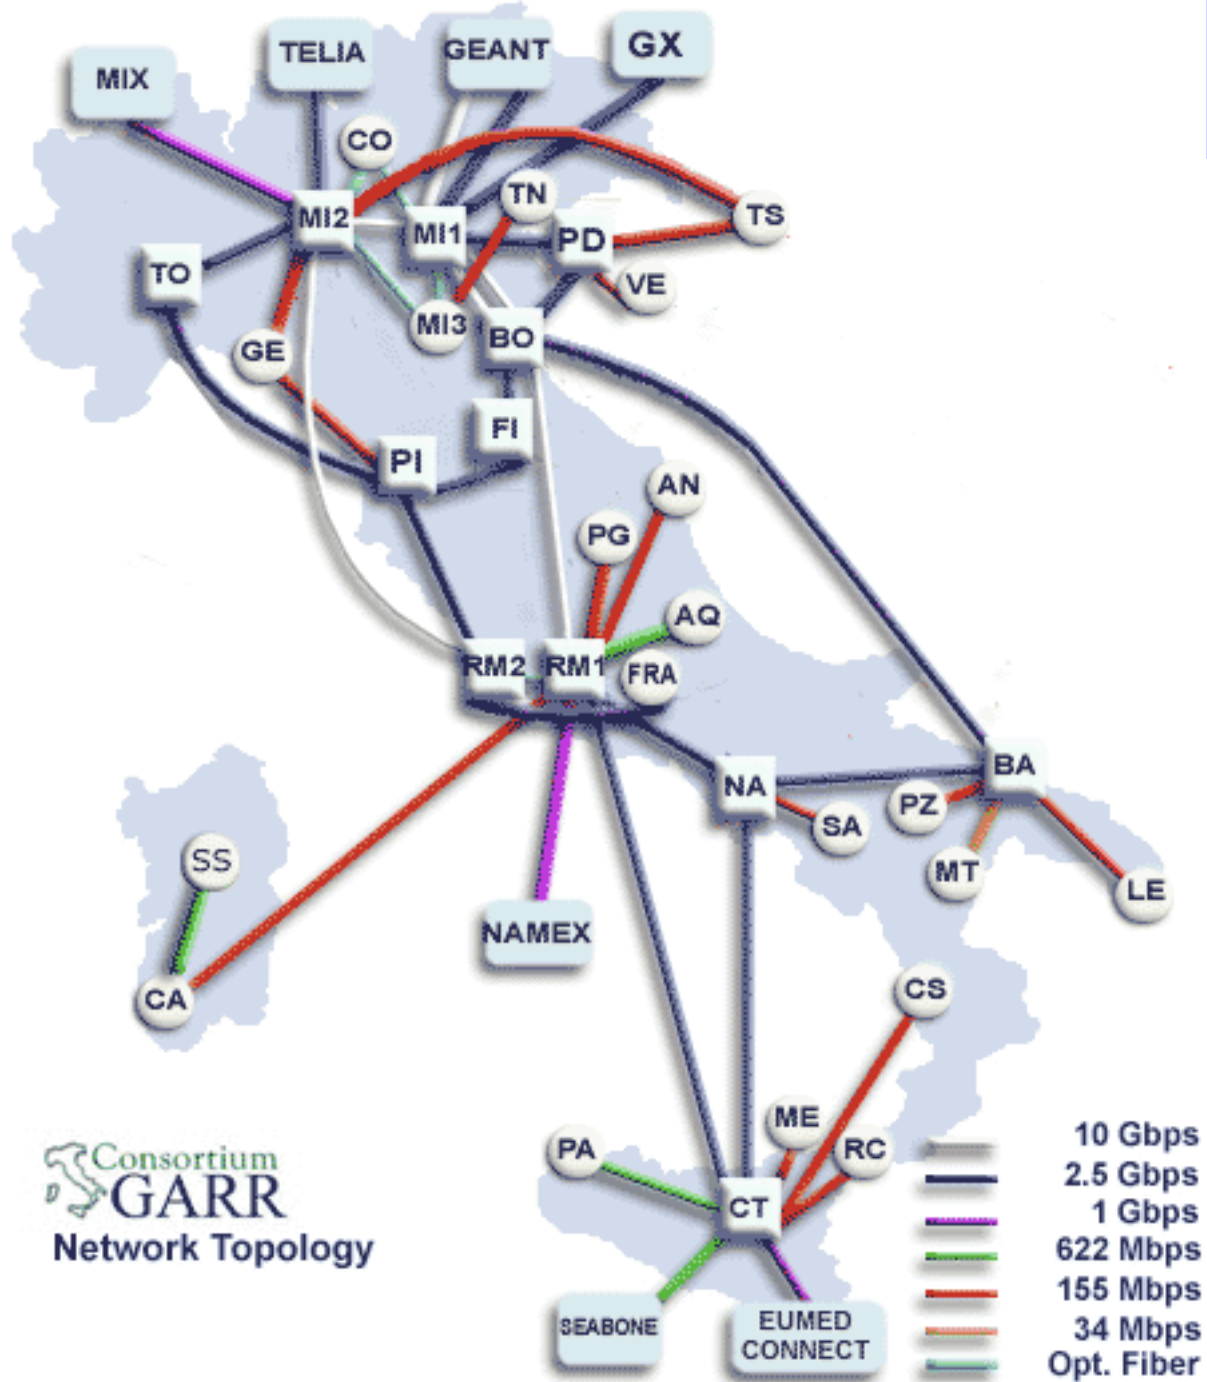 MIX
TELIA
GEANT
GX
CO
TN
MI2
MI1
PD
TS
TO
VE
MI3
BO
GE
FI
PI
AN
PG
AQ
RM2
RM1
FRA
NA
BA
PZ
SA
MT
LE
SS
NAMEX
CA
CS
ME
PA
RC
CT
SEABONE
EUMED
CONNECT
Consortium
GARR
Network Topology
10 Gbps
2.5 Gbps
1 Gbps
622 Mbps
155 Mbps
34 Mbps
Opt. Fiber